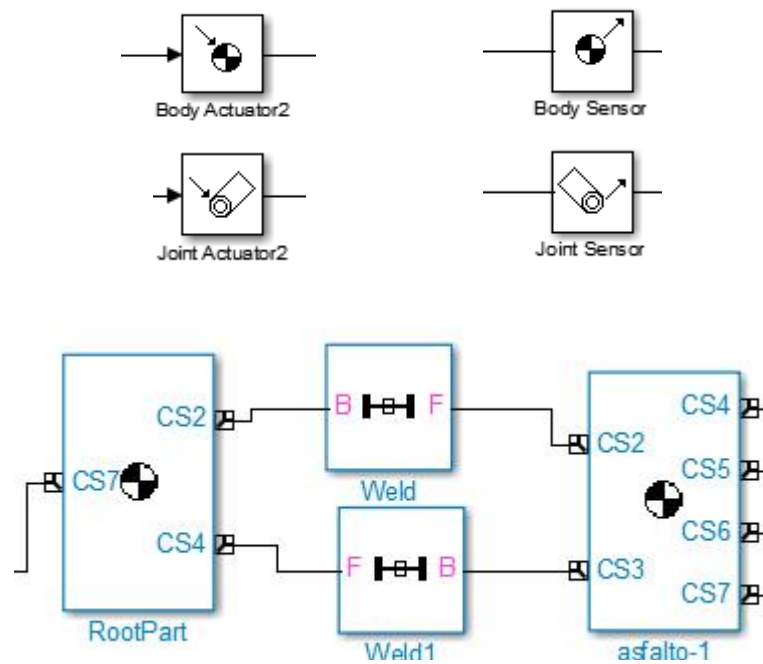 Body Actuator2
Body Sensor
Joint Actuator2
Joint Sensor
CS7
CS2
CS4
RootPart
B F
Weld
F B
Weld1
CS2
CS3
CS4
CS5
CS6
CS7
asfalto-1